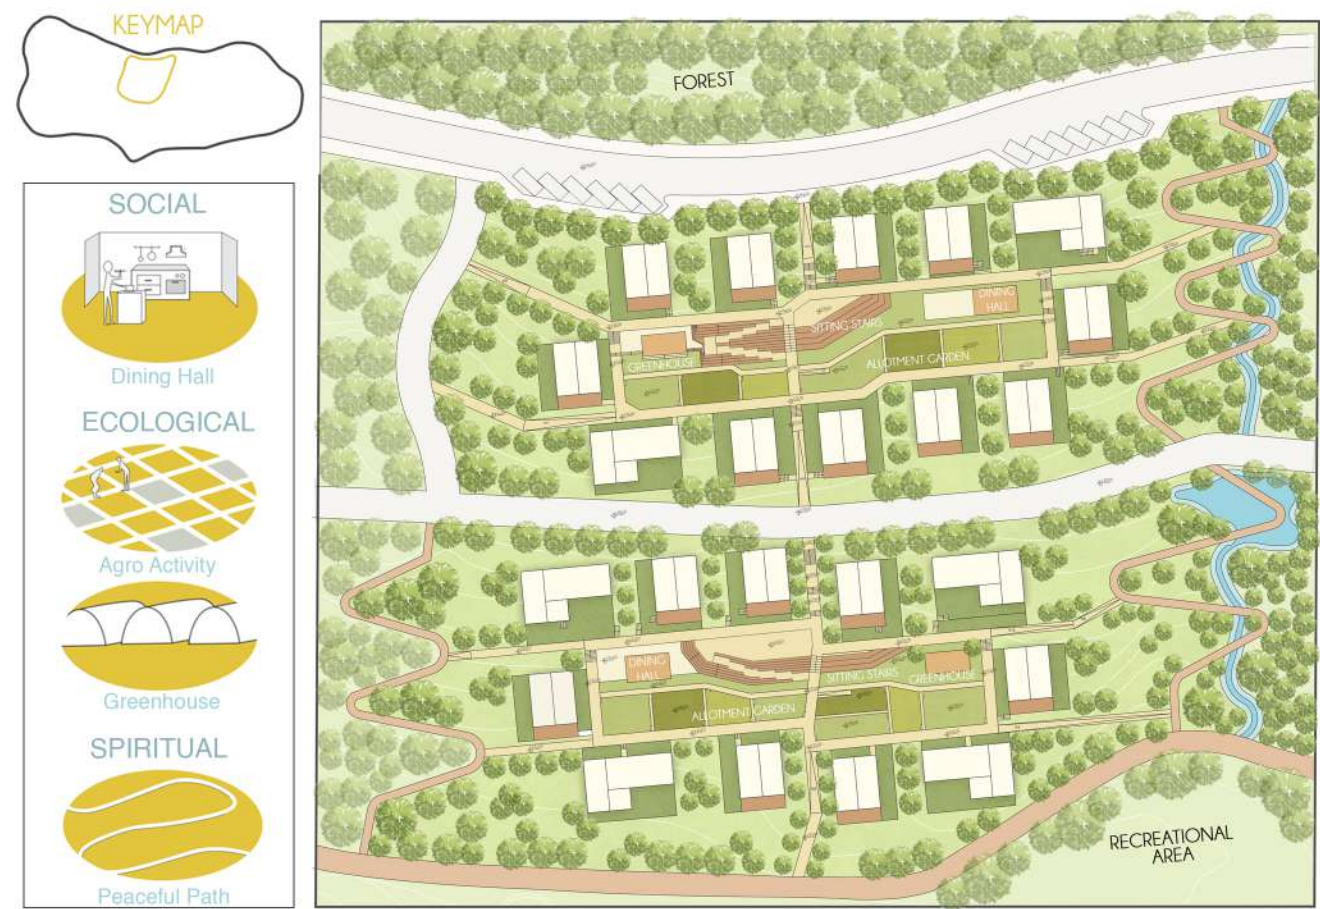 KEYMAP
SOCIAL
Dining Hall
ECOLOGICAL
Agro Activity
Greenhouse
SPIRITUAL
Peaceful Path
FOREST
DINING
HALL
SITTING STAIRS
GREENHOUSE
ALLOTMENT GARDEN
DINING
HALL
SITTING STAIRS
GREENHOUSE
ALLOTMENT GARDEN
RECREATIONAL
AREA